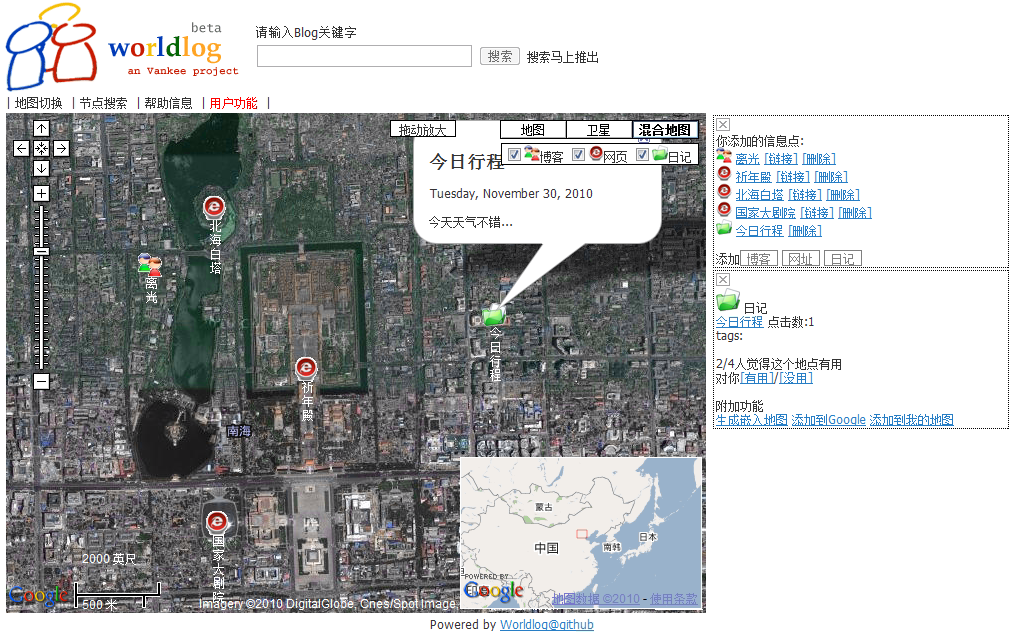 beta
worldlog
an Vankee project
请输入Blog关键字
搜索 搜索马上推出
| 地图切换 | 节点搜索 | 帮助信息 | 用户功能 |
拖动放大 地图 卫星 混合地图
博客 网页 日记
今日行程
Tuesday, November 30, 2010
今天天气不错...
北海白塔
离光
今日行程
祈年殿
南海
国家大剧院
2000 英尺
500 米
Google
Imagery ©2010 DigitalGlobe, Cnes/Spot Image,
蒙古
中国
南韩
日本
POWERED BY
Google
地图数据 ©2010 - 使用条款
你添加的信息点:
离光 [链接] [删除]
祈年殿 [链接] [删除]
北海白塔 [链接] [删除]
国家大剧院 [链接] [删除]
今日行程 [删除]
添加 博客 网址 日记
日记
今日行程 点击数:1
tags:
2/4人觉得这个地点有用
对你[有用]/[没用]
附加功能
生成嵌入地图 添加到Google 添加到我的地图
Powered by Worldlog@github